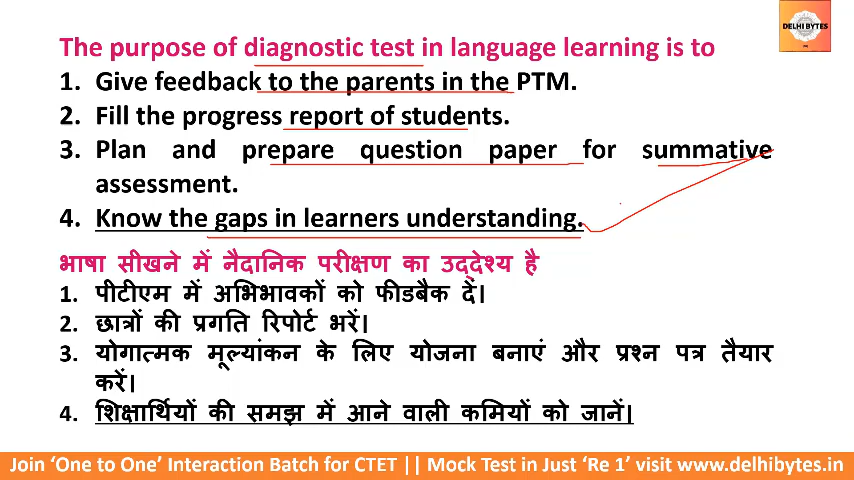 DELHI BYTES
The purpose of diagnostic test in language learning is to
1. Give feedback to the parents in the PTM.
2. Fill the progress report of students.
3. Plan and prepare question paper for summative
assessment.
4. Know the gaps in learners understanding.
भाषा सीखने में नैदानिक परीक्षण का उद्देश्य है
1. पीटीएम में अभिभावकों को फीडबैक दें।
2. छात्रों की प्रगति रिपोर्ट भरें।
3. योगात्मक मूल्यांकन के लिए योजना बनाएं और प्रश्न पत्र तैयार
करें।
4. शिक्षार्थियों की समझ में आने वाली कमियों को जानें।
Join ‘One to One’ Interaction Batch for CTET || Mock Test in Just ‘Re 1’ visit www.delhibytes.in